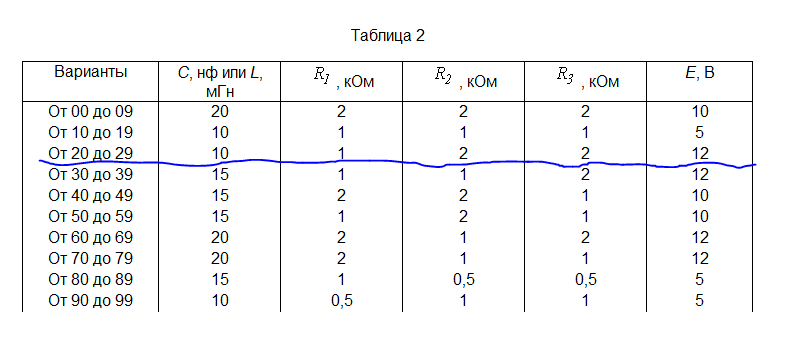 Таблица 2
Варианты C, нф или L, мГн R1 , кОм R2 , кОм R3 , кОм E, В
От 00 до 09 20 2 2 2 10
От 10 до 19 10 1 1 1 5
От 20 до 29 10 1 2 2 12
От 30 до 39 15 1 1 2 12
От 40 до 49 15 2 2 1 10
От 50 до 59 15 1 2 1 10
От 60 до 69 20 2 1 2 12
От 70 до 79 20 2 1 1 12
От 80 до 89 15 1 0,5 0,5 5
От 90 до 99 10 0,5 1 1 5